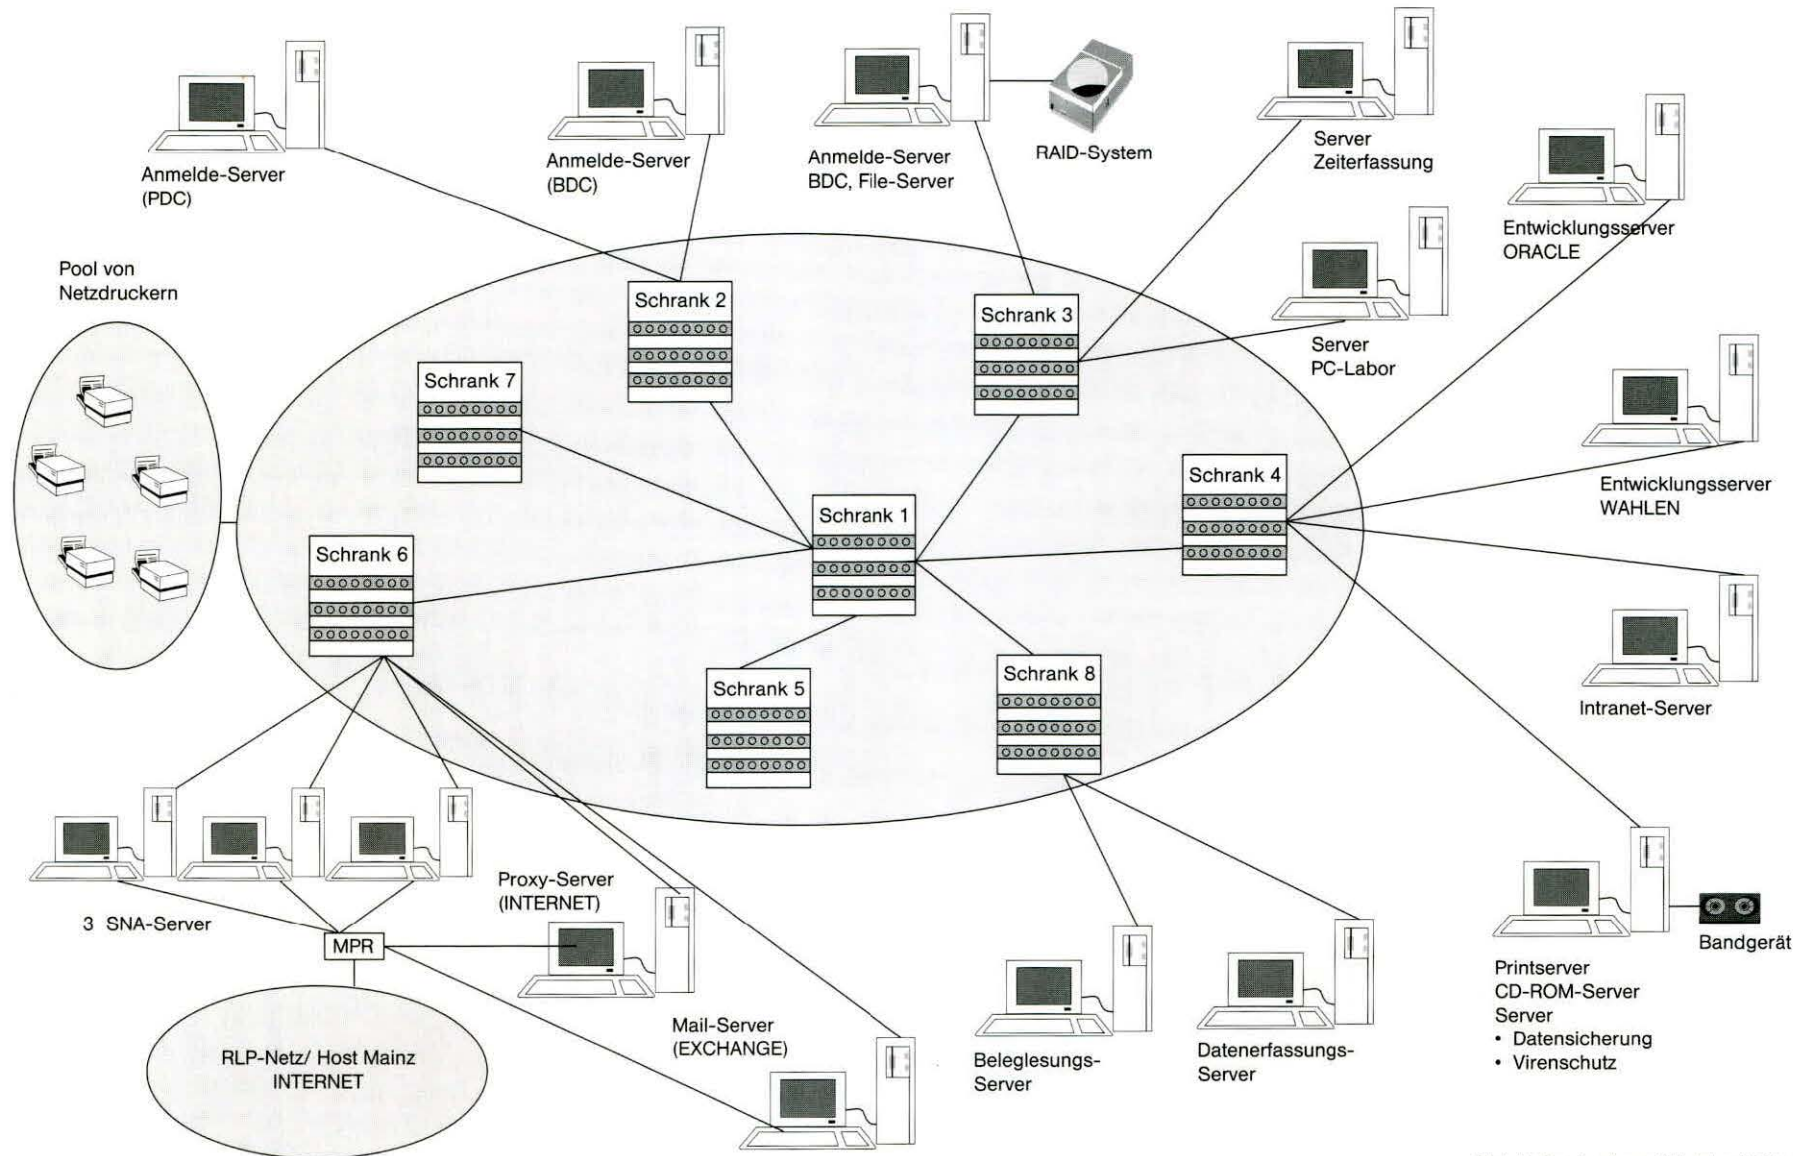 Anmelde-Server
(PDC)
Anmelde-Server
(BDC)
Anmelde-Server
BDC, File-Server
RAID-System
Server
Zeiterfassung
Entwicklungsserver
ORACLE
Pool von
Netzdruckern
Schrank 2
Schrank 3
Server
PC-Labor
Schrank 7
Schrank 4
Entwicklungsserver
WAHLEN
Schrank 1
Schrank 6
Schrank 5
Schrank 8
Intranet-Server
3 SNA-Server
Proxy-Server
(INTERNET)
MPR
Bandgerät
RLP-Netz/ Host Mainz
INTERNET
Mail-Server
(EXCHANGE)
Beleglesungs-
Server
Datenerfassungs-
Server
Printserver
CD-ROM-Server
Server
• Datensicherung
• Virenschutz